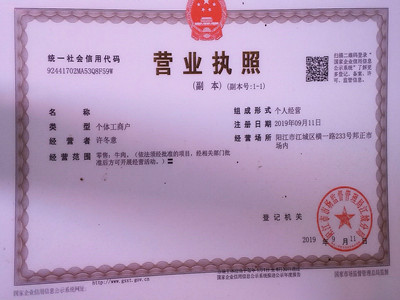 统一社会信用代码
92441702MA53Q8F59W
营业执照
(副 本) (副本号:1-1)
扫描二维码登录"
国家企业信用信
息公示系统"了解
更多登记、备案、许
可、监管信息。
名称
类型 个体工商户
经营者 许冬意
经营范围 零售：牛肉。(依法须经批准的项目，经相关部门批
准后方可开展经营活动。)
组成形式 个人经营
注册日期 2019年09月11日
经营场所 阳江市江城区横一路233号邦正市
场内
登记机关
2019 年 9 月 11 日
国家企业信用信息公示系统网址: